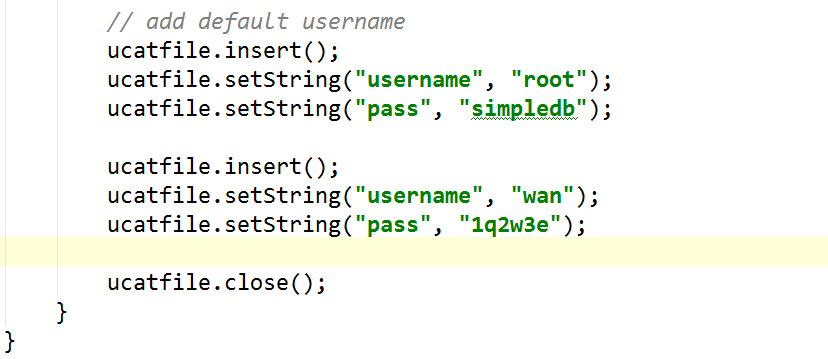 // add default username
ucatfile.insert();
ucatfile.setString("username", "root");
ucatfile.setString("pass", "simpledb");
ucatfile.insert();
ucatfile.setString("username", "wan");
ucatfile.setString("pass", "1q2w3e");
ucatfile.close();
}
}